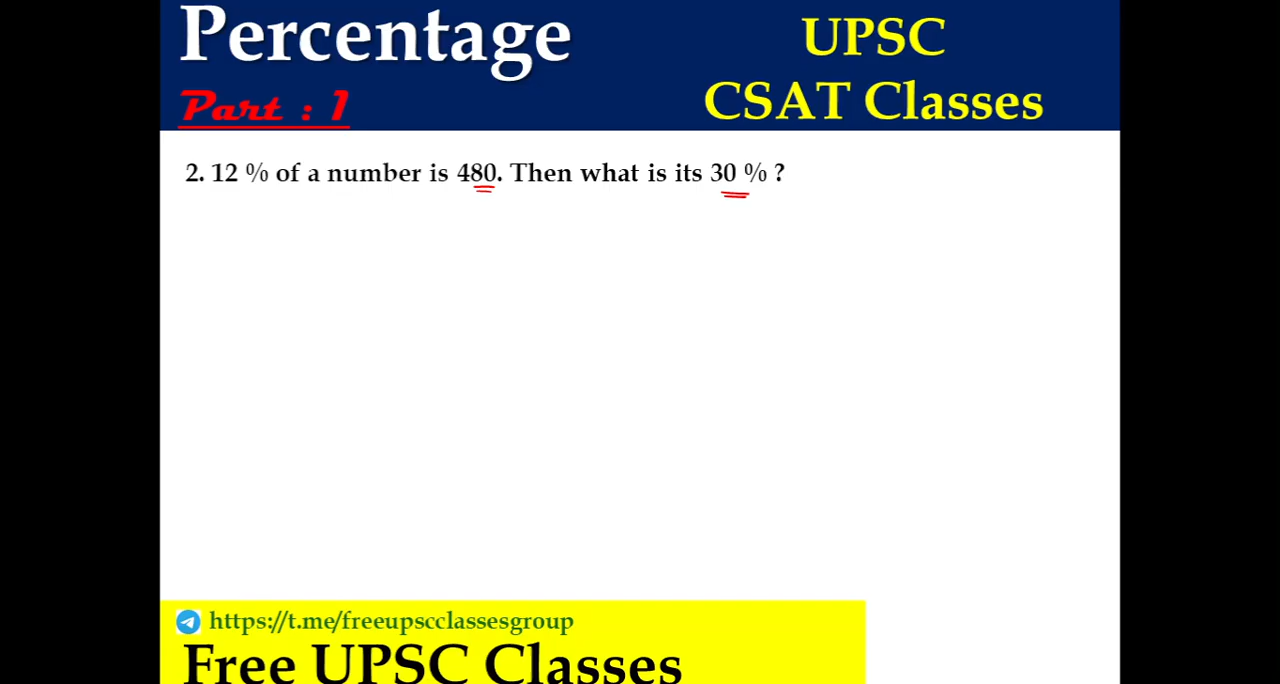 Percentage
Part : 1
UPSC
CSAT Classes
2. 12 % of a number is 480. Then what is its 30 % ?
https://t.me/freeupscclassesgroup
Free UPSC Classes